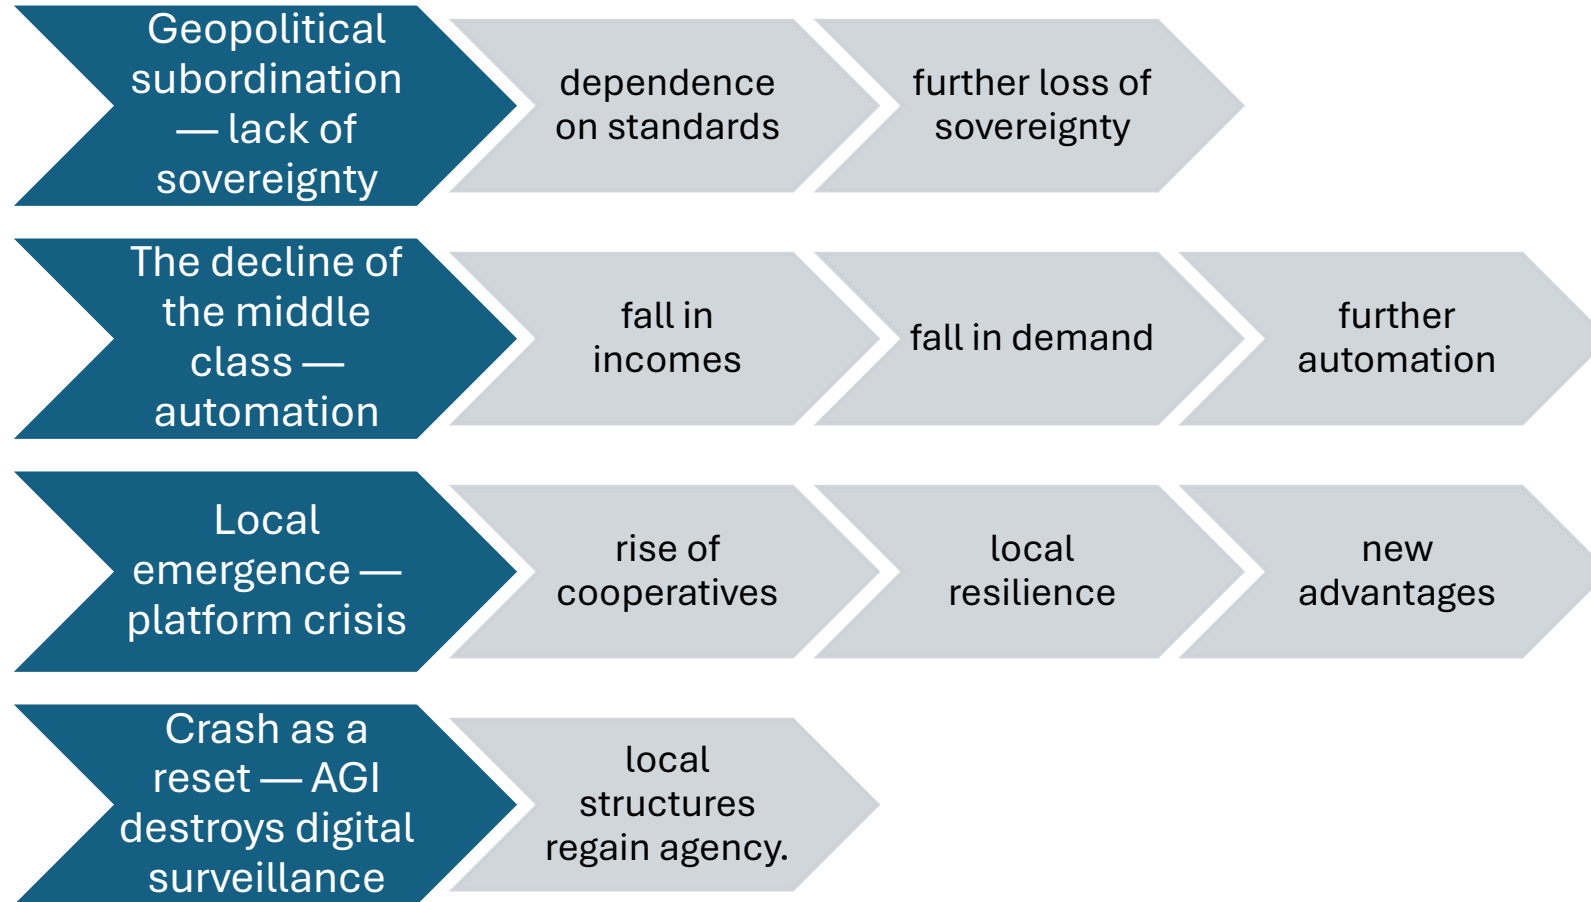 Geopolitical
subordination
— lack of
sovereignty
dependence
on standards
further loss of
sovereignty
The decline of
the middle
class —
automation
fall in
incomes
fall in demand
further
automation
Local
emergence —
platform crisis
rise of
cooperatives
local
resilience
new
advantages
Crash as a
reset — AGI
destroys digital
surveillance
local
structures
regain agency.